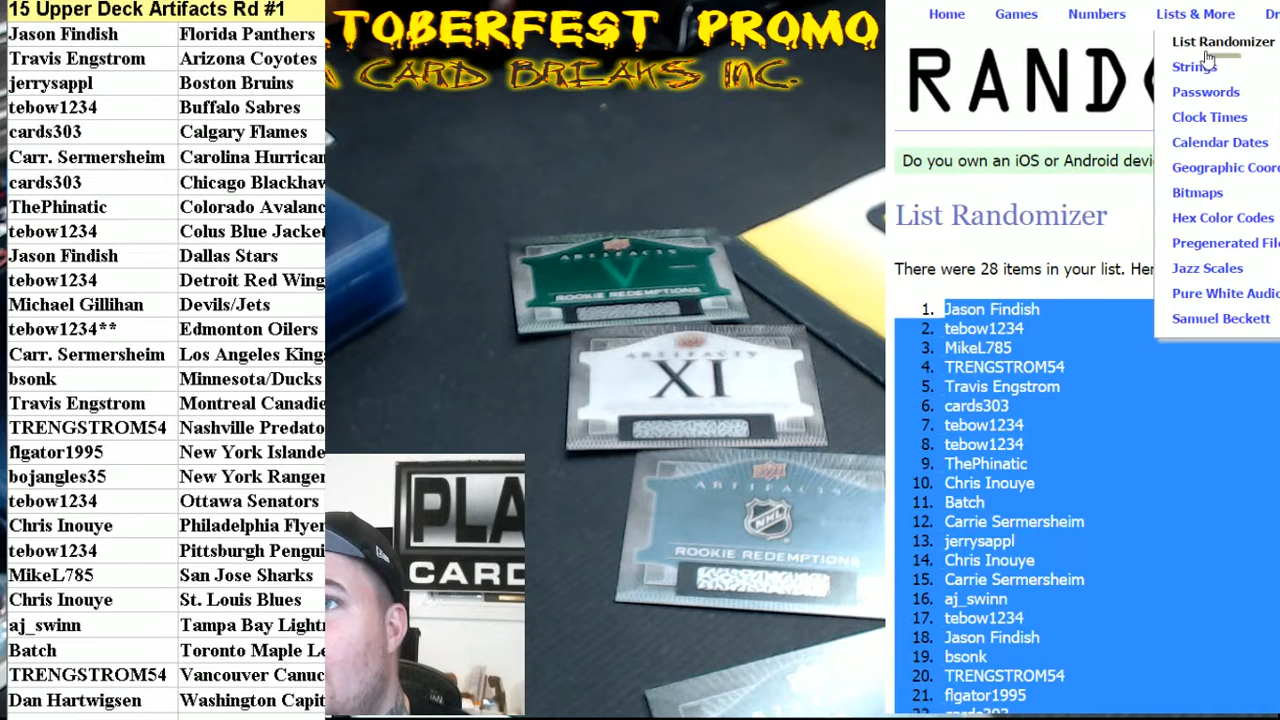 15 Upper Deck Artifacts Rd #1
Jason Findish Florida Panthers
Travis Engstrom Arizona Coyotes
jerrysappl Boston Bruins
tebow1234 Buffalo Sabres
cards303 Calgary Flames
Carr. Sermersheim Carolina Hurrican
cards303 Chicago Blackhav
ThePhinatic Colorado Avalanc
tebow1234 Colus Blue Jacket
Jason Findish Dallas Stars
tebow1234 Detroit Red Wing
Michael Gillihan Devils/Jets
tebow1234** Edmonton Oilers
Carr. Sermersheim Los Angeles King
bsonk Minnesota/Ducks
Travis Engstrom Montreal Canadie
TRENGSTROM54 Nashville Predato
flgator1995 New York Islande
bojangles35 New York Ranger
tebow1234 Ottawa Senators
Chris Inouye Philadelphia Flyer
tebow1234 Pittsburgh Pengui
MikeL785 San Jose Sharks
Chris Inouye St. Louis Blues
aj_swinn Tampa Bay Lightr
Batch Toronto Maple Le
TRENGSTROM54 Vancouver Canuc
Dan Hartwigsen Washington Capit
TOBERFEST PROMO
N CARD BREAKS INC.
ARTIFACTS
V
ROOKIE REDEMPTIONS
ARTIFACTS
XI
ARTIFACTS
NHL
ROOKIE REDEMPTIONS
PLA
CARD
Home Games Numbers Lists & More Dr
RANDO
List Randomizer
Strings
Passwords
Clock Times
Calendar Dates
Geographic Coor
Bitmaps
Hex Color Codes
Pregenerated File
Jazz Scales
Pure White Audio
Samuel Beckett
Do you own an iOS or Android devi
List Randomizer
There were 28 items in your list. Her
1. Jason Findish
2. tebow1234
3. MikeL785
4. TRENGSTROM54
5. Travis Engstrom
6. cards303
7. tebow1234
8. tebow1234
9. ThePhinatic
10. Chris Inouye
11. Batch
12. Carrie Sermersheim
13. jerrysappl
14. Chris Inouye
15. Carrie Sermersheim
16. aj_swinn
17. tebow1234
18. Jason Findish
19. bsonk
20. TRENGSTROM54
21. flgator1995
22. cards303